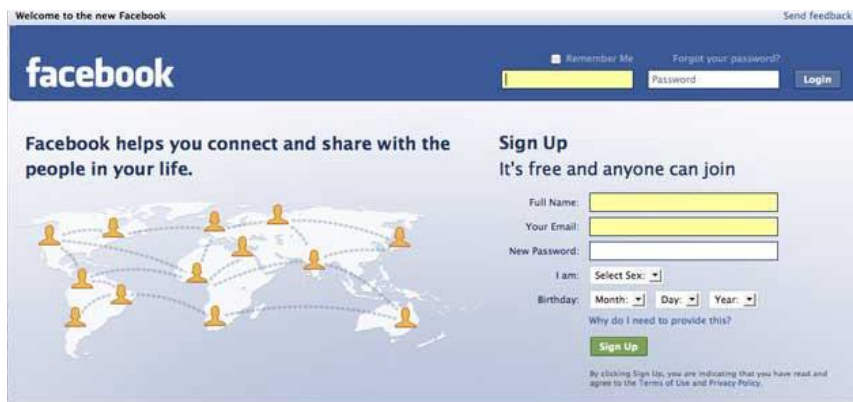 Welcome to the new Facebook
Send feedback
Remember Me
Forgot your password?
facebook
Password
Login
Facebook helps you connect and share with the
people in your life.
Sign Up
It's free and anyone can join
Full Name:
Your Email:
New Password:
I am: Select Sex:
Birthday: Month: Day: Year:
Why do I need to provide this?
Sign Up
By clicking Sign Up, you are indicating that you have read and
agree to the Terms of Use and Privacy Policy.